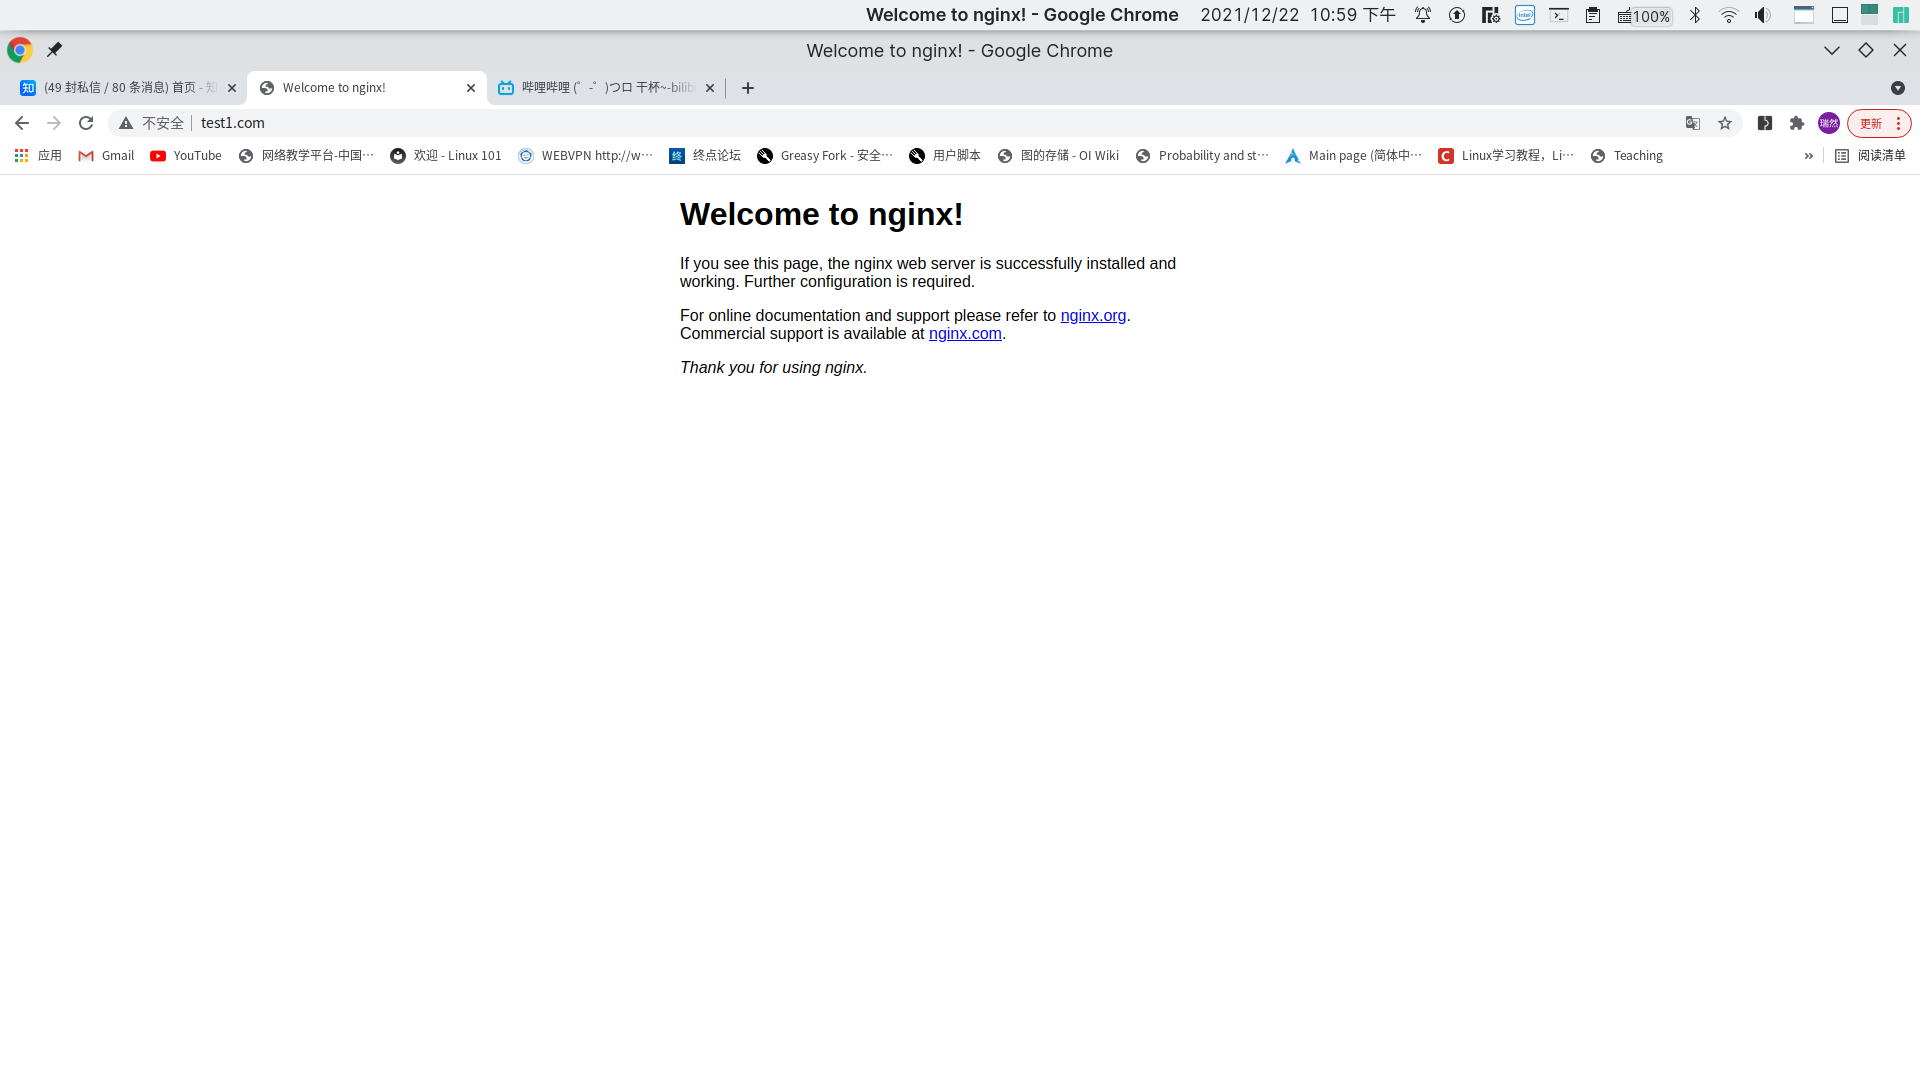 Welcome to nginx! - Google Chrome 2021/12/22 10:59 下午 100%
Welcome to nginx! - Google Chrome
(49 封私信 / 80 条消息) 首页 - 知 Welcome to nginx! 哔哩哔哩 (゜-゜)つロ 干杯~-bilib
不安全 test1.com 瑞然 更新
应用 Gmail YouTube 网络教学平台-中国… 欢迎 - Linux 101 WEBVPN http://w… 终点论坛 Greasy Fork - 安全… 用户脚本 图的存储 - OI Wiki Probability and st… Main page (简体中… Linux学习教程，Li… Teaching » 阅读清单
Welcome to nginx!
If you see this page, the nginx web server is successfully installed and
working. Further configuration is required.
For online documentation and support please refer to nginx.org.
Commercial support is available at nginx.com.
Thank you for using nginx.